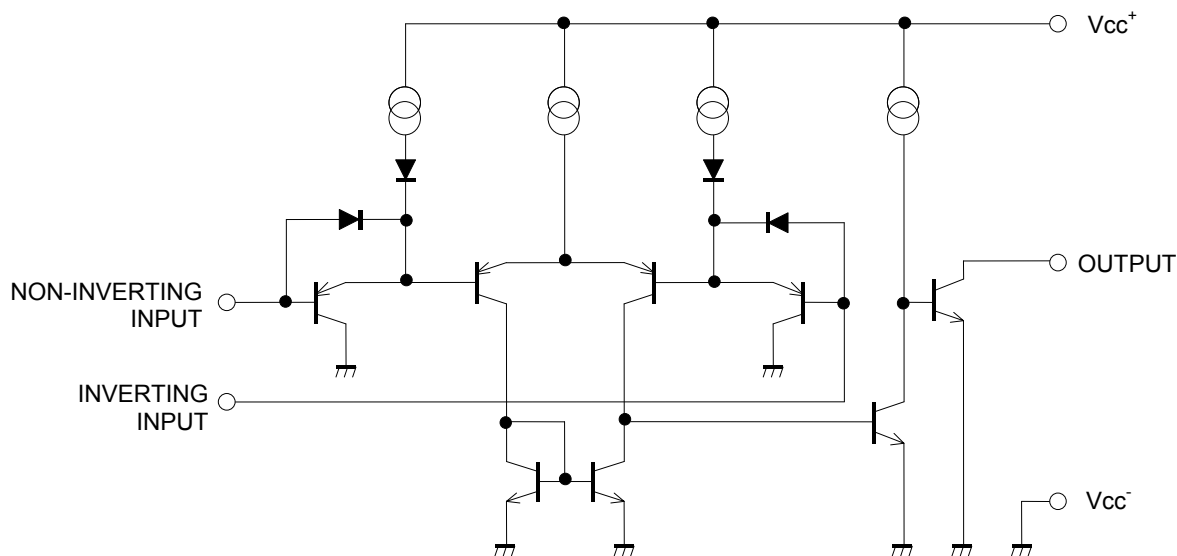 Vcc+
OUTPUT
NON-INVERTING
INPUT
INVERTING
INPUT
Vcc-